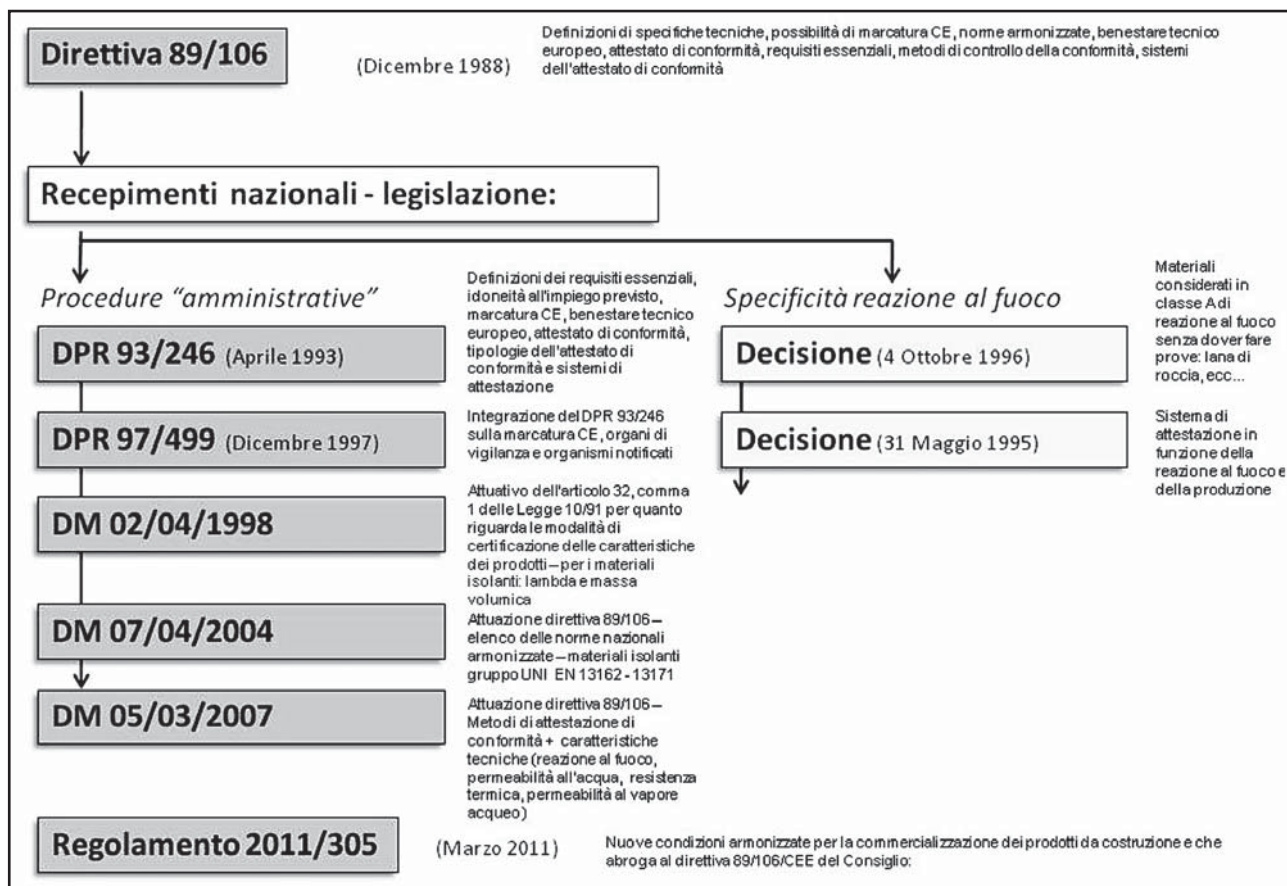 Direttiva 89/106
(Dicembre 1988)
Definizioni di specifiche tecniche, possibilità di marcatura CE, norme armonizzate, benestare tecnico
europeo, attestato di conformità, requisiti essenziali, metodi di controllo della conformità, sistemi
dell'attestato di conformità
Recepimenti nazionali - legislazione:
Procedure "amministrative"
DPR 93/246 (Aprile 1993)
Definizioni dei requisiti essenziali,
idoneità all'impiego previsto,
marcatura CE, benestare tecnico
europeo, attestato di conformità,
tipologie dell'attestato di
conformità e sistemi di
attestazione
DPR 97/499 (Dicembre 1997)
Integrazione del DPR 93/246
sulla marcatura CE, organi di
vigilanza e organismi notificati
DM 02/04/1998
Attuativo dell'articolo 32, comma
1 delle Legge 10/91 per quanto
riguarda le modalità di
certificazione delle caratteristiche
dei prodotti – per i materiali
isolanti: lambda e massa
volumica
DM 07/04/2004
Attuazione direttiva 89/106 –
elenco delle norme nazionali
armonizzate – materiali isolanti
gruppo UNI EN 13162 - 13171
DM 05/03/2007
Attuazione direttiva 89/106 –
Metodi di attestazione di
conformità + caratteristiche
tecniche (reazione al fuoco,
permeabilità all'acqua, resistenza
termica, permeabilità al vapore
acqueo)
Specificità reazione al fuoco
Decisione (4 Ottobre 1996)
Materiali
considerati in
classe A di
reazione al fuoco
senza dover fare
prove: lana di
roccia, ecc...
Decisione (31 Maggio 1995)
Sistema di
attestazione in
funzione della
reazione al fuoco e
della produzione
Regolamento 2011/305
(Marzo 2011)
Nuove condizioni armonizzate per la commercializzazione dei prodotti da costruzione e che
abroga al direttiva 89/106/CEE del Consiglio: